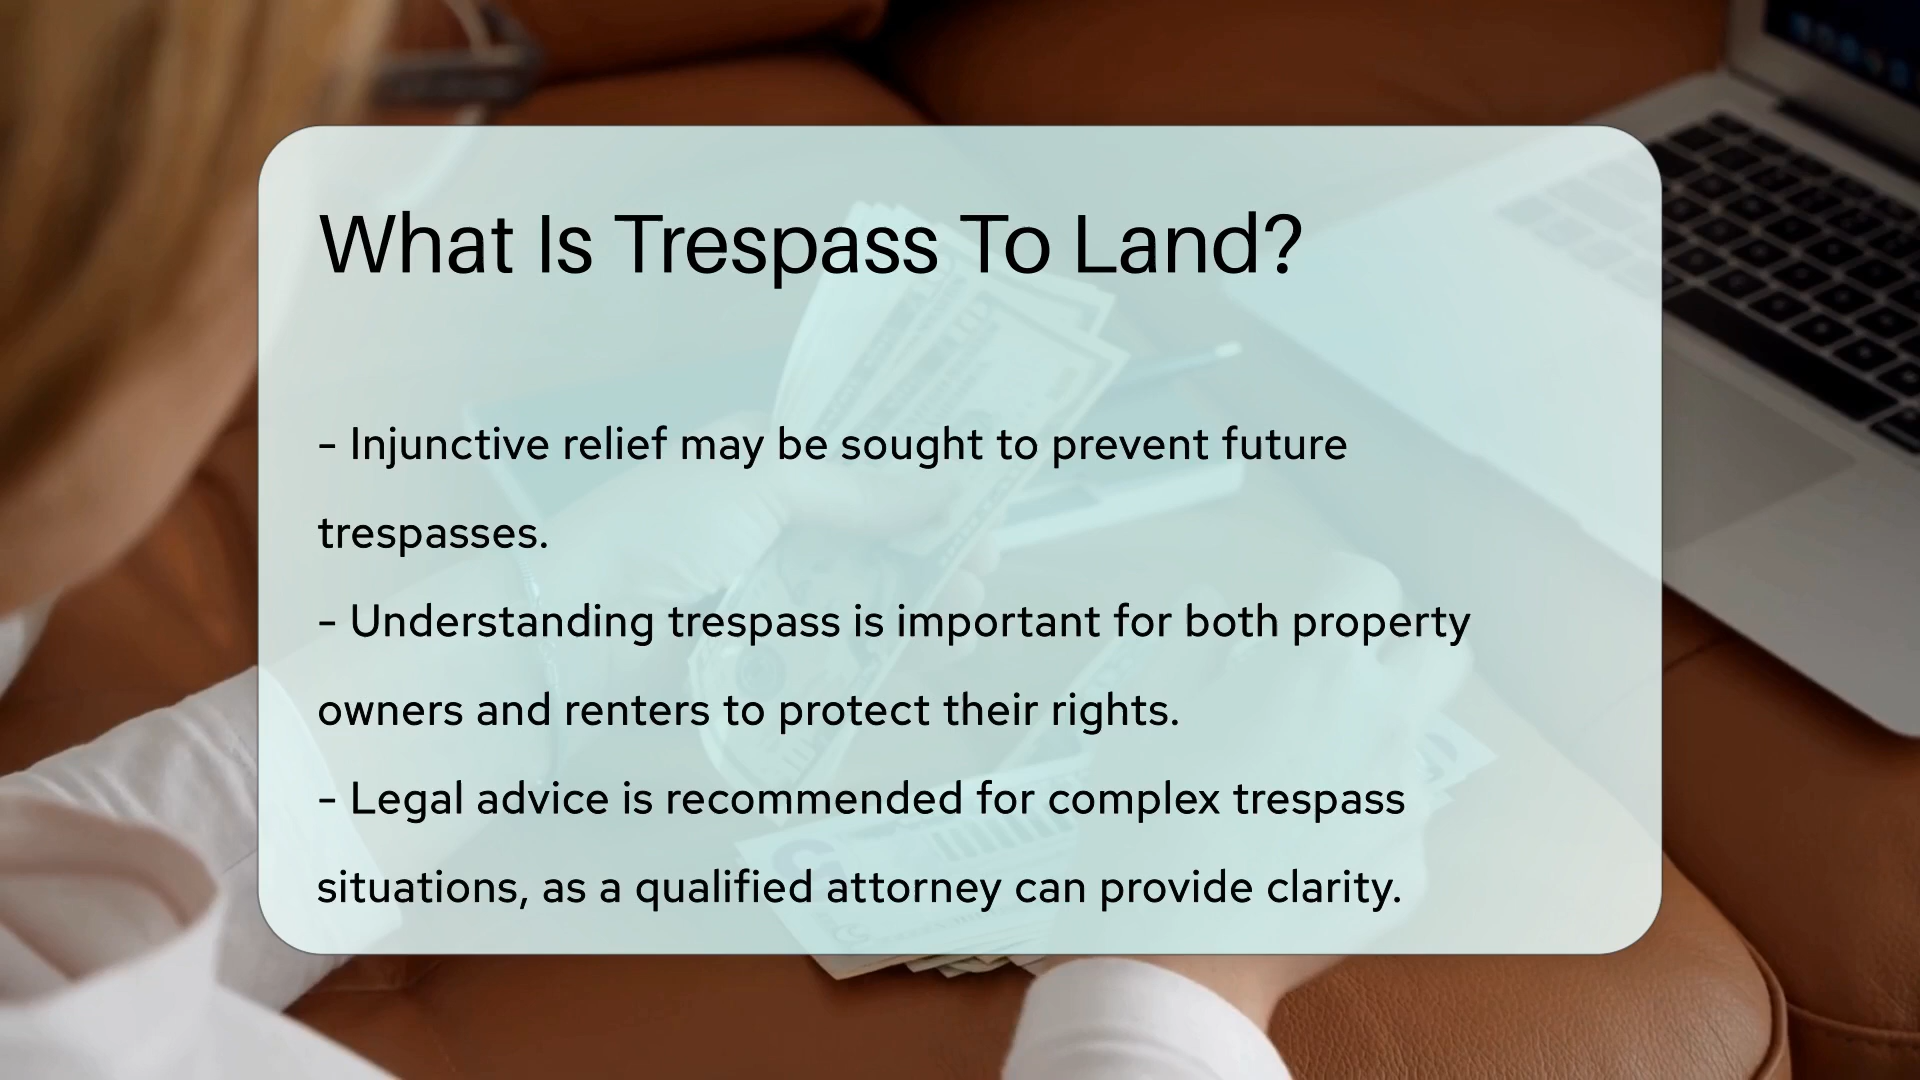 What Is Trespass To Land?
- Injunctive relief may be sought to prevent future
trespasses.
- Understanding trespass is important for both property
owners and renters to protect their rights.
- Legal advice is recommended for complex trespass
situations, as a qualified attorney can provide clarity.